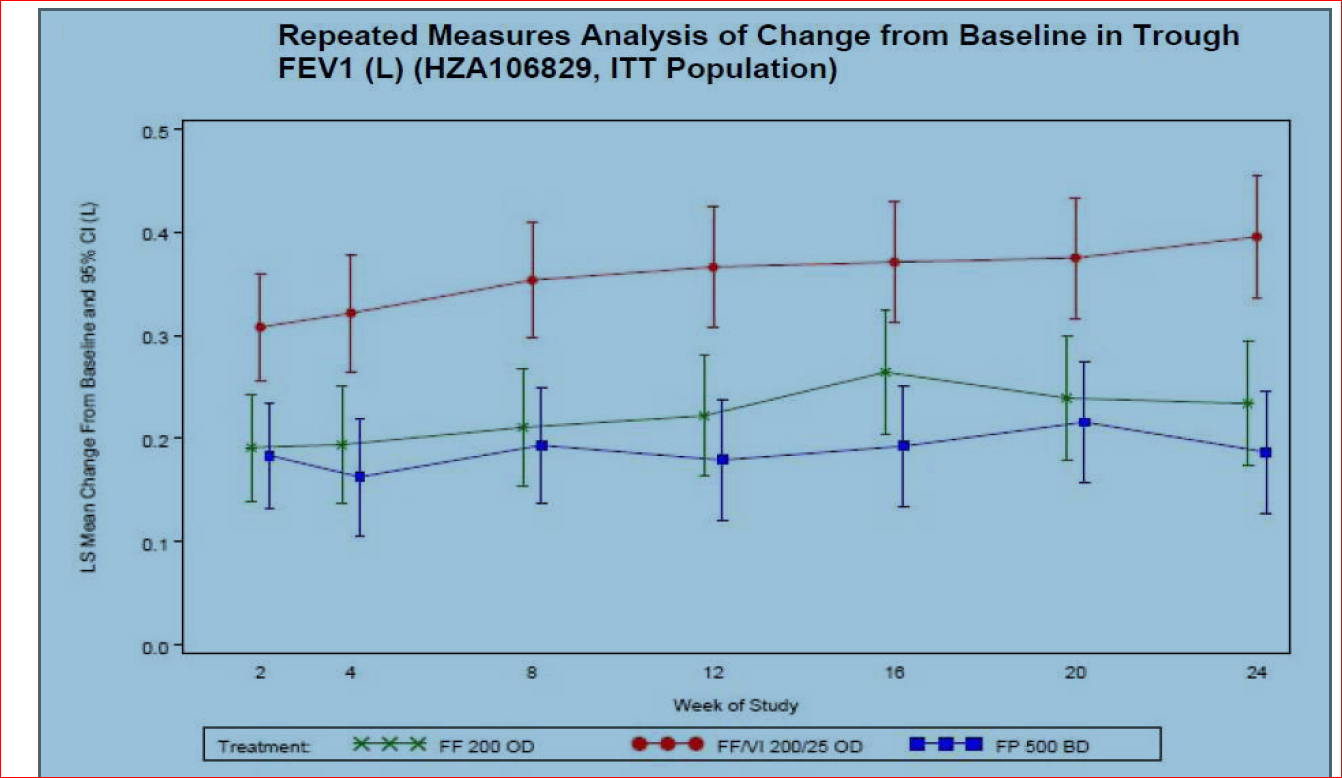 Repeated Measures Analysis of Change from Baseline in Trough
FEV1 (L) (HZA106829, ITT Population)
LS Mean Change From Baseline and 95% CI (L)
0.5
0.4
0.3
0.2
0.1
0.0
2 4 8 12 16 20 24
Week of Study
Treatment: FF 200 OD FF/VI 200/25 OD FP 500 BD